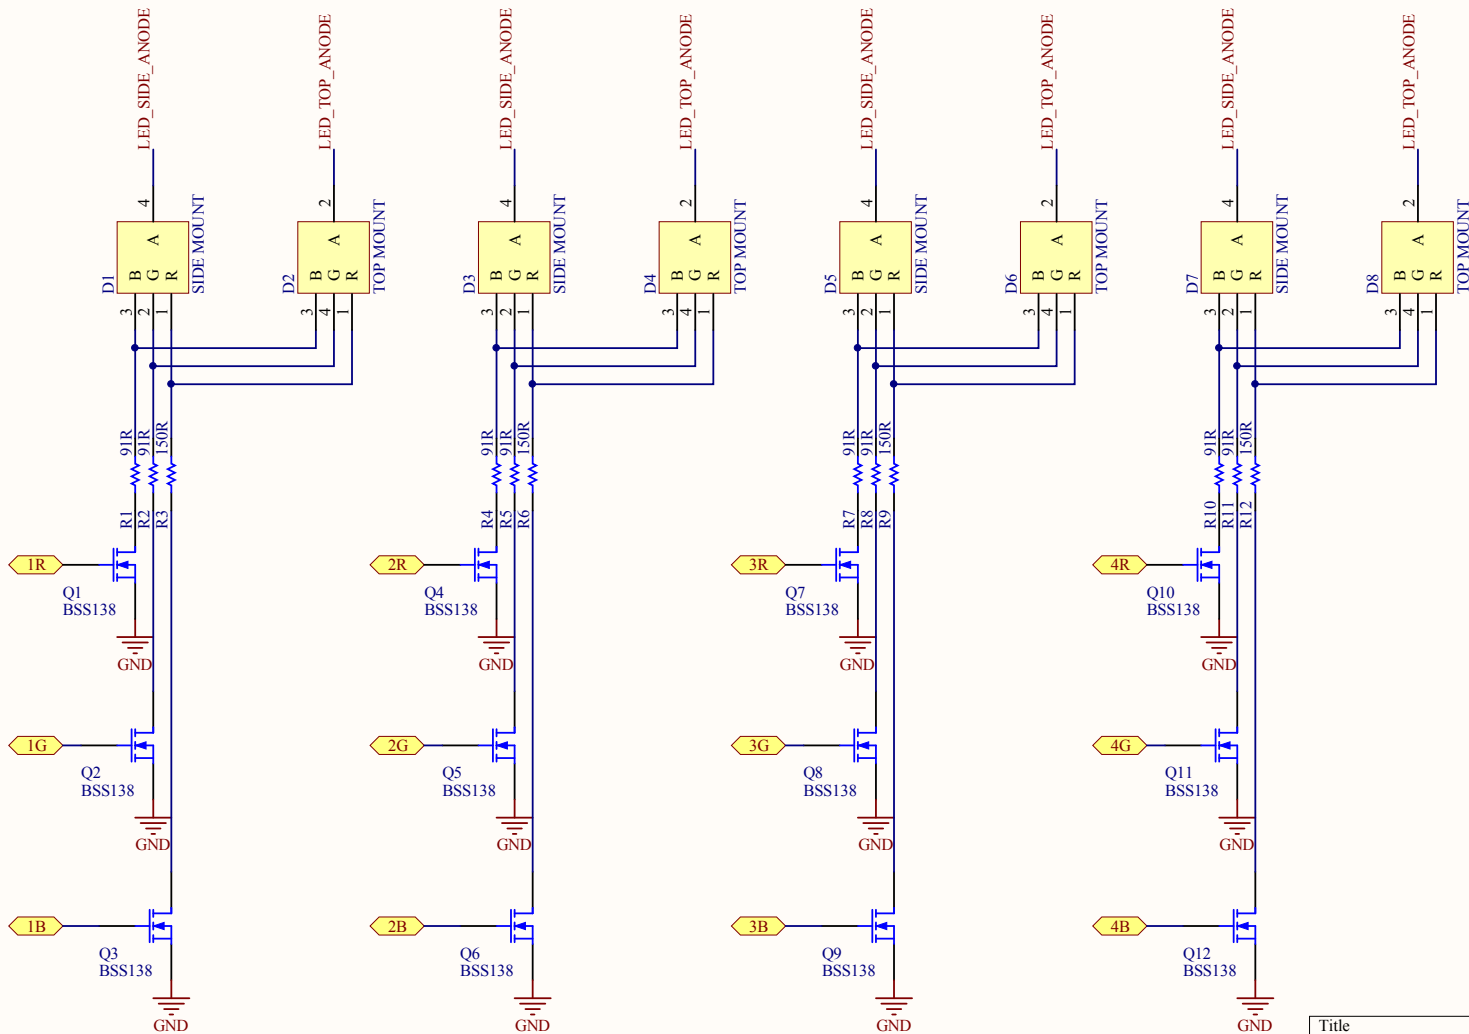 LED_SIDE_ANODE
LED_TOP_ANODE
LED_SIDE_ANODE
LED_TOP_ANODE
LED_SIDE_ANODE
LED_TOP_ANODE
LED_SIDE_ANODE
LED_TOP_ANODE
4
2
4
2
4
2
4
2
D1
B G R
A
SIDE MOUNT
D2
B G R
A
TOP MOUNT
D3
B G R
A
SIDE MOUNT
D4
B G R
A
TOP MOUNT
D5
B G R
A
SIDE MOUNT
D6
B G R
A
TOP MOUNT
D7
B G R
A
SIDE MOUNT
D8
B G R
A
TOP MOUNT
3 2 1
3 4 1
3 2 1
3 4 1
3 2 1
3 4 1
3 2 1
3 4 1
91R
91R
150R
91R
91R
150R
91R
91R
150R
91R
91R
150R
R1
R2
R3
R4
R5
R6
R7
R8
R9
R10
R11
R12
1R
Q1
BSS138
GND
2R
Q4
BSS138
GND
3R
Q7
BSS138
GND
4R
Q10
BSS138
GND
1G
Q2
BSS138
GND
2G
Q5
BSS138
GND
3G
Q8
BSS138
GND
4G
Q11
BSS138
GND
1B
Q3
BSS138
GND
2B
Q6
BSS138
GND
3B
Q9
BSS138
GND
4B
Q12
BSS138
GND
Title